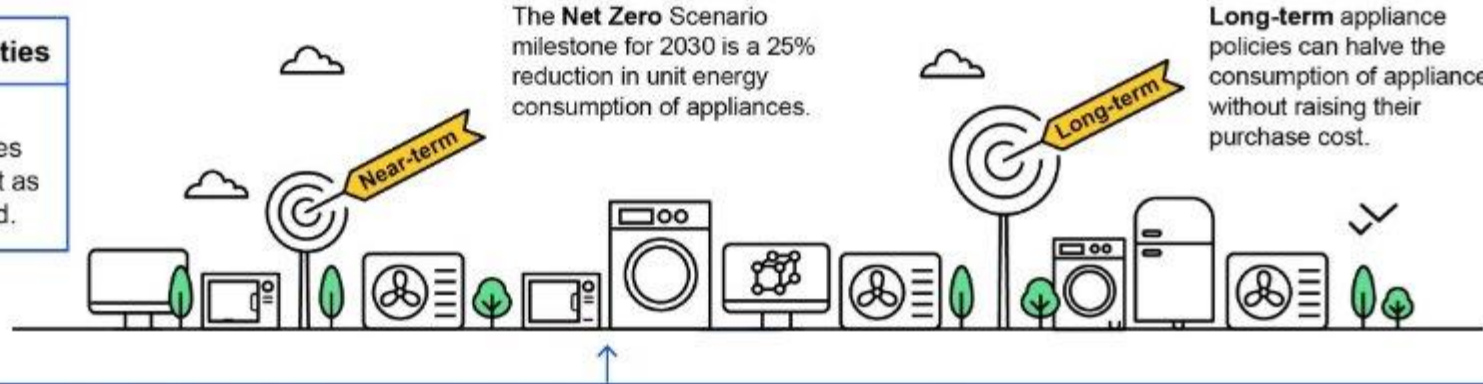 ties
es
t as
d.
Near-term
The Net Zero Scenario
milestone for 2030 is a 25%
reduction in unit energy
consumption of appliances.
Long-term
Long-term appliance
policies can halve the
consumption of appliance
without raising their
purchase cost.